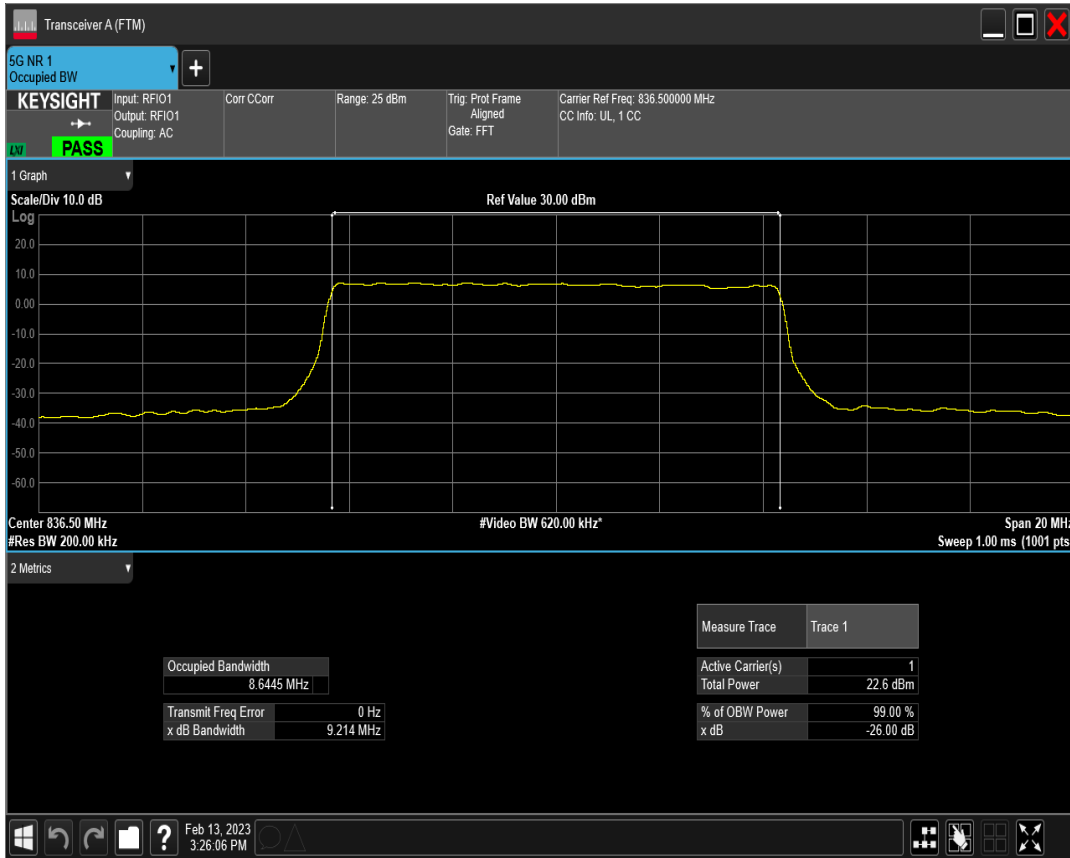 Transceiver A (FTM)
5G NR 1
Occupied BW
+
KEYSIGHT
LXI
PASS
Input: RFIO1
Output: RFIO1
Coupling: AC
Corr CCorr
Range: 25 dBm
Trig: Prot Frame
Aligned
Gate: FFT
Carrier Ref Freq: 836.500000 MHz
CC Info: UL, 1 CC
1 Graph
Scale/Div 10.0 dB
Ref Value 30.00 dBm
Log
20.0
10.0
0.00
-10.0
-20.0
-30.0
-40.0
-50.0
-60.0
Center 836.50 MHz
#Video BW 620.00 kHz*
Span 20 MHz
#Res BW 200.00 kHz
Sweep 1.00 ms (1001 pts
2 Metrics
Measure Trace Trace 1
Occupied Bandwidth
8.6445 MHz
Active Carrier(s) 1
Total Power 22.6 dBm
Transmit Freq Error 0 Hz
x dB Bandwidth 9.214 MHz
% of OBW Power 99.00 %
x dB -26.00 dB
?
Feb 13, 2023
3:26:06 PM